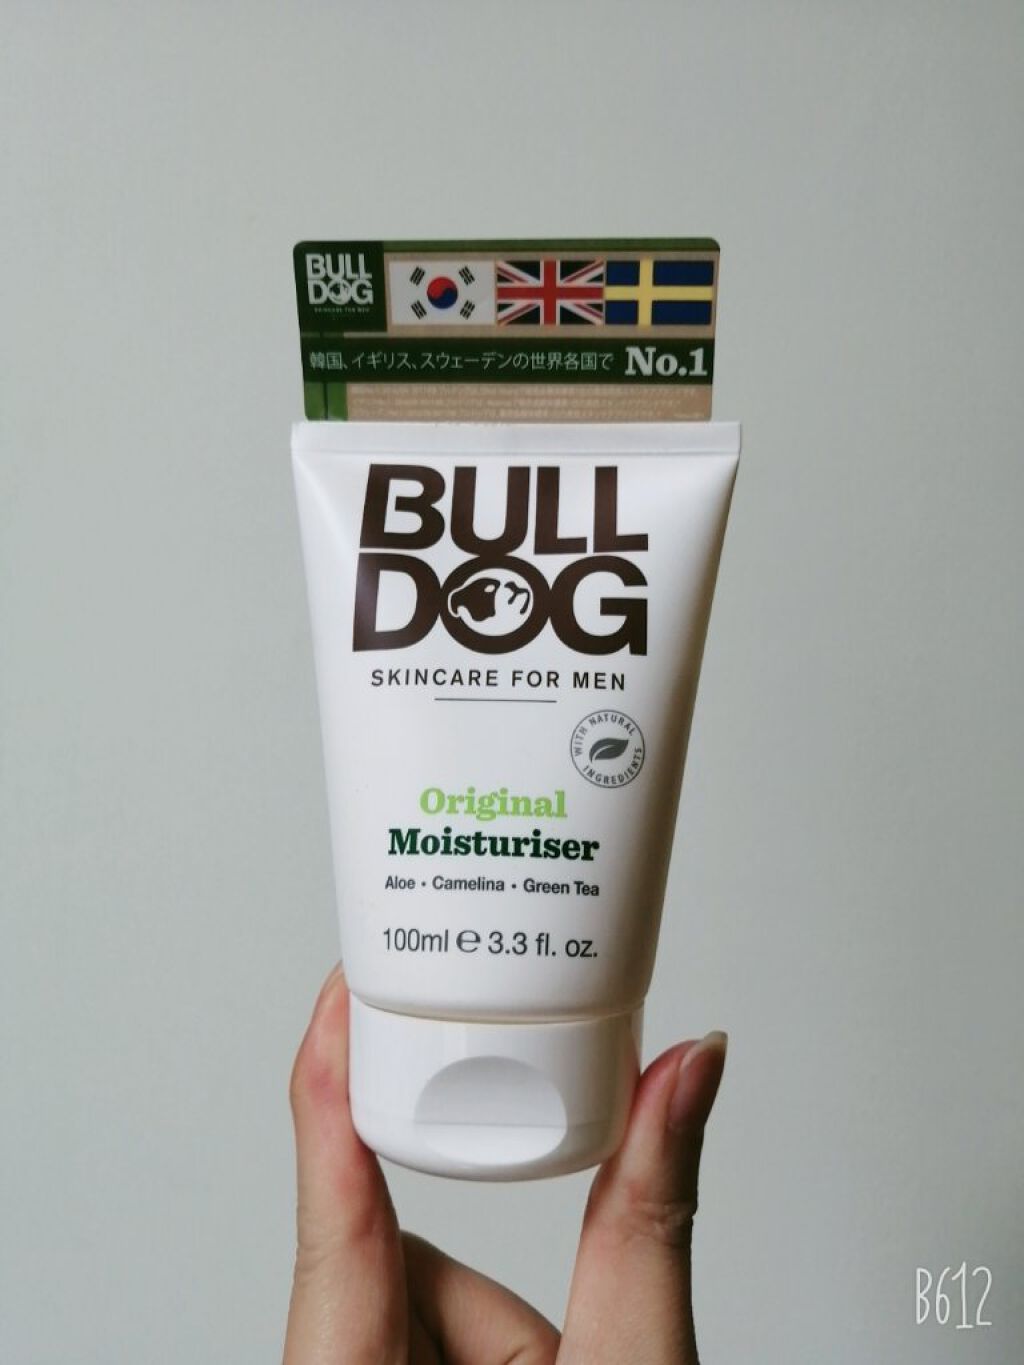 BULL
DOG
SKINCARE FOR MEN
韓国、イギリス、スウェーデンの世界各国で No.1
BULL
DOG
SKINCARE FOR MEN
WITH NATURAL
INGREDIENTS
Original
Moisturiser
Aloe • Camelina • Green Tea
100ml ℮ 3.3 fl. oz.
B612